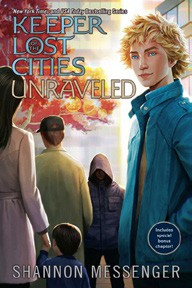 New York Times and USA Today Bestselling Series
KEEPER
OF THE
LOST
CITIES
UNRAVELED
Includes
special
bonus
chapter!
SHANNON MESSENGER